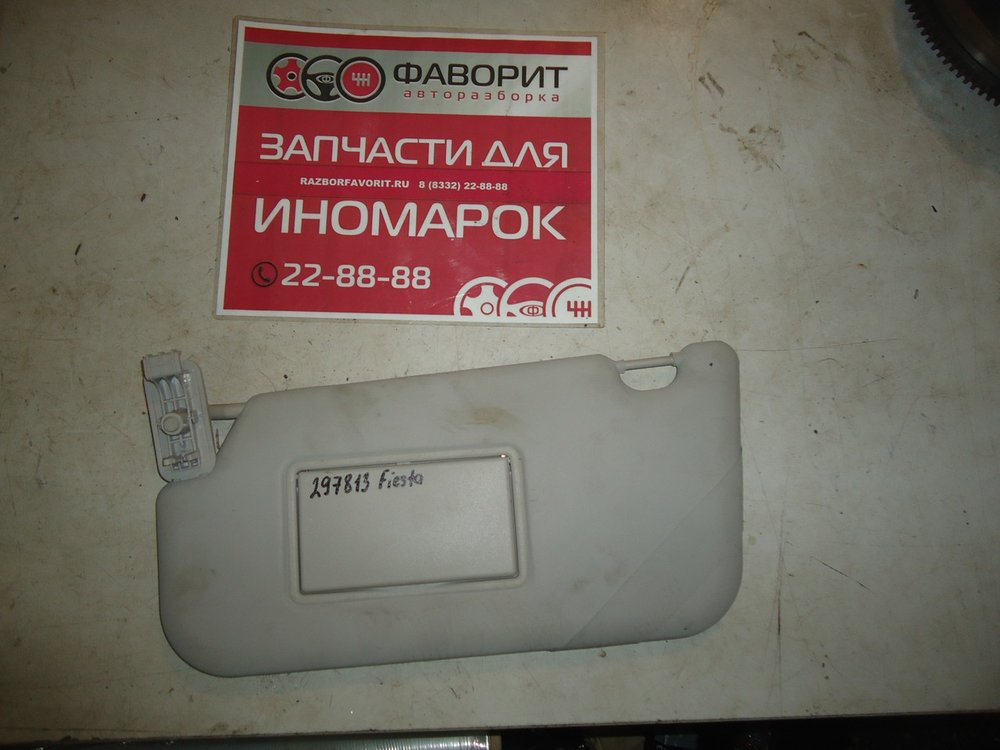 ФАВОРИТ
авторазборка
ЗАПЧАСТИ ДЛЯ
RAZBORFAVORIT.RU 8 (8332) 22-88-88
ИНОМАРОК
22-88-88
297813 Fiesta